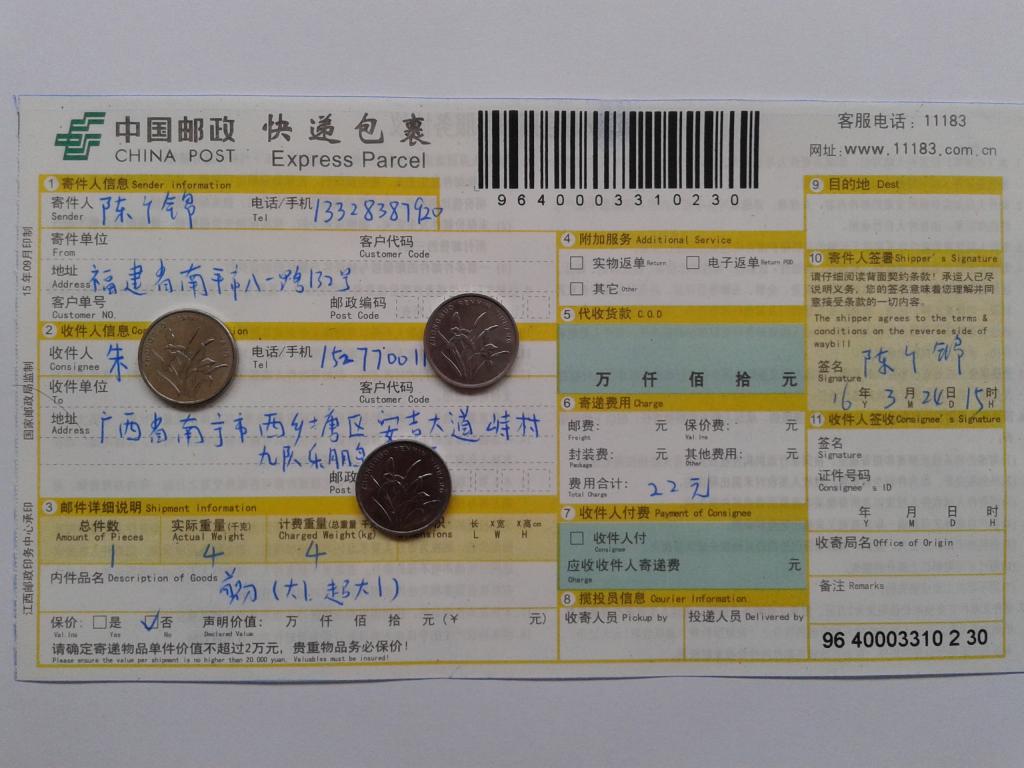 中国邮政 快递包裹
CHINA POST Express Parcel
9640003310230
客服电话：11183
网址：www.11183.com.cn
15年09月印制
国家邮政局监制
江西邮政印务中心承印
1 寄件人信息 Sender information
寄件人 陈 锦 电话/手机 13328387920
Sender Tel
寄件单位 客户代码
From Customer Code
地址 福建省南平市八一路132号
Address
客户单号 邮政编码
Customer NO. Post Code
2 收件人信息
收件人 朱 电话/手机 152770011
Consignee Tel
收件单位 客户代码
To Customer Code
地址 广西省南宁市西乡塘区安吉大道 村
Address 九队乐朋
邮政
Post
3 邮件详细说明 Shipment information
总件数 实际重量(千克) 计费重量(总重量
Amount of Pieces Actual Weight Charged Weight(kg) 长 x宽 x高cm
L W H
1 4 4
内件品名 Description of Goods
保价：□是 ☑否 声明价值： 万 仟 佰 拾 元（￥ 元）
Val ins Yes No Declared Value
请确定寄递物品单件价值不超过2万元，贵重物品务必保价！
Please ensure the value per shipment is no higher than 20.000 yuan. Valuables must be insured!
4 附加服务 Additional Service
□ 实物返单 Return □ 电子返单 Return POD
□ 其它 Other
5 代收货款 C.O.D
万 仟 佰 拾 元
6 寄递费用 Charge
邮费： 元 保价费： 元
Freight Val ins
封装费： 元 其他费用： 元
Package Other
费用合计： 22元
Total Charge
7 收件人付费 Payment of Consignee
□ 收件人付
Consignee
应收收件人寄递费 元
Charge
8 揽投员信息 Courier Information
收寄人员 Pickup by 投递人员 Delivered by
9 目的地 Dest
10 寄件人签署 Shipper's Signature
请仔细阅读背面契约条款！承运人已尽
说明义务，您的签名意味着您理解并同
意接受条款的一切内容。
The shipper agrees to the terms &
conditions on the reverse side of
waybill
签名 陈 锦
Signature
16年 3月 24日 15时
Y M D H
11 收件人签收 Consignee's Signature
签名
Signature
证件号码
Consignee's ID
年 月 日 时
Y M D H
收寄局名 Office of Origin
备注 Remarks
96 40003310 2 30